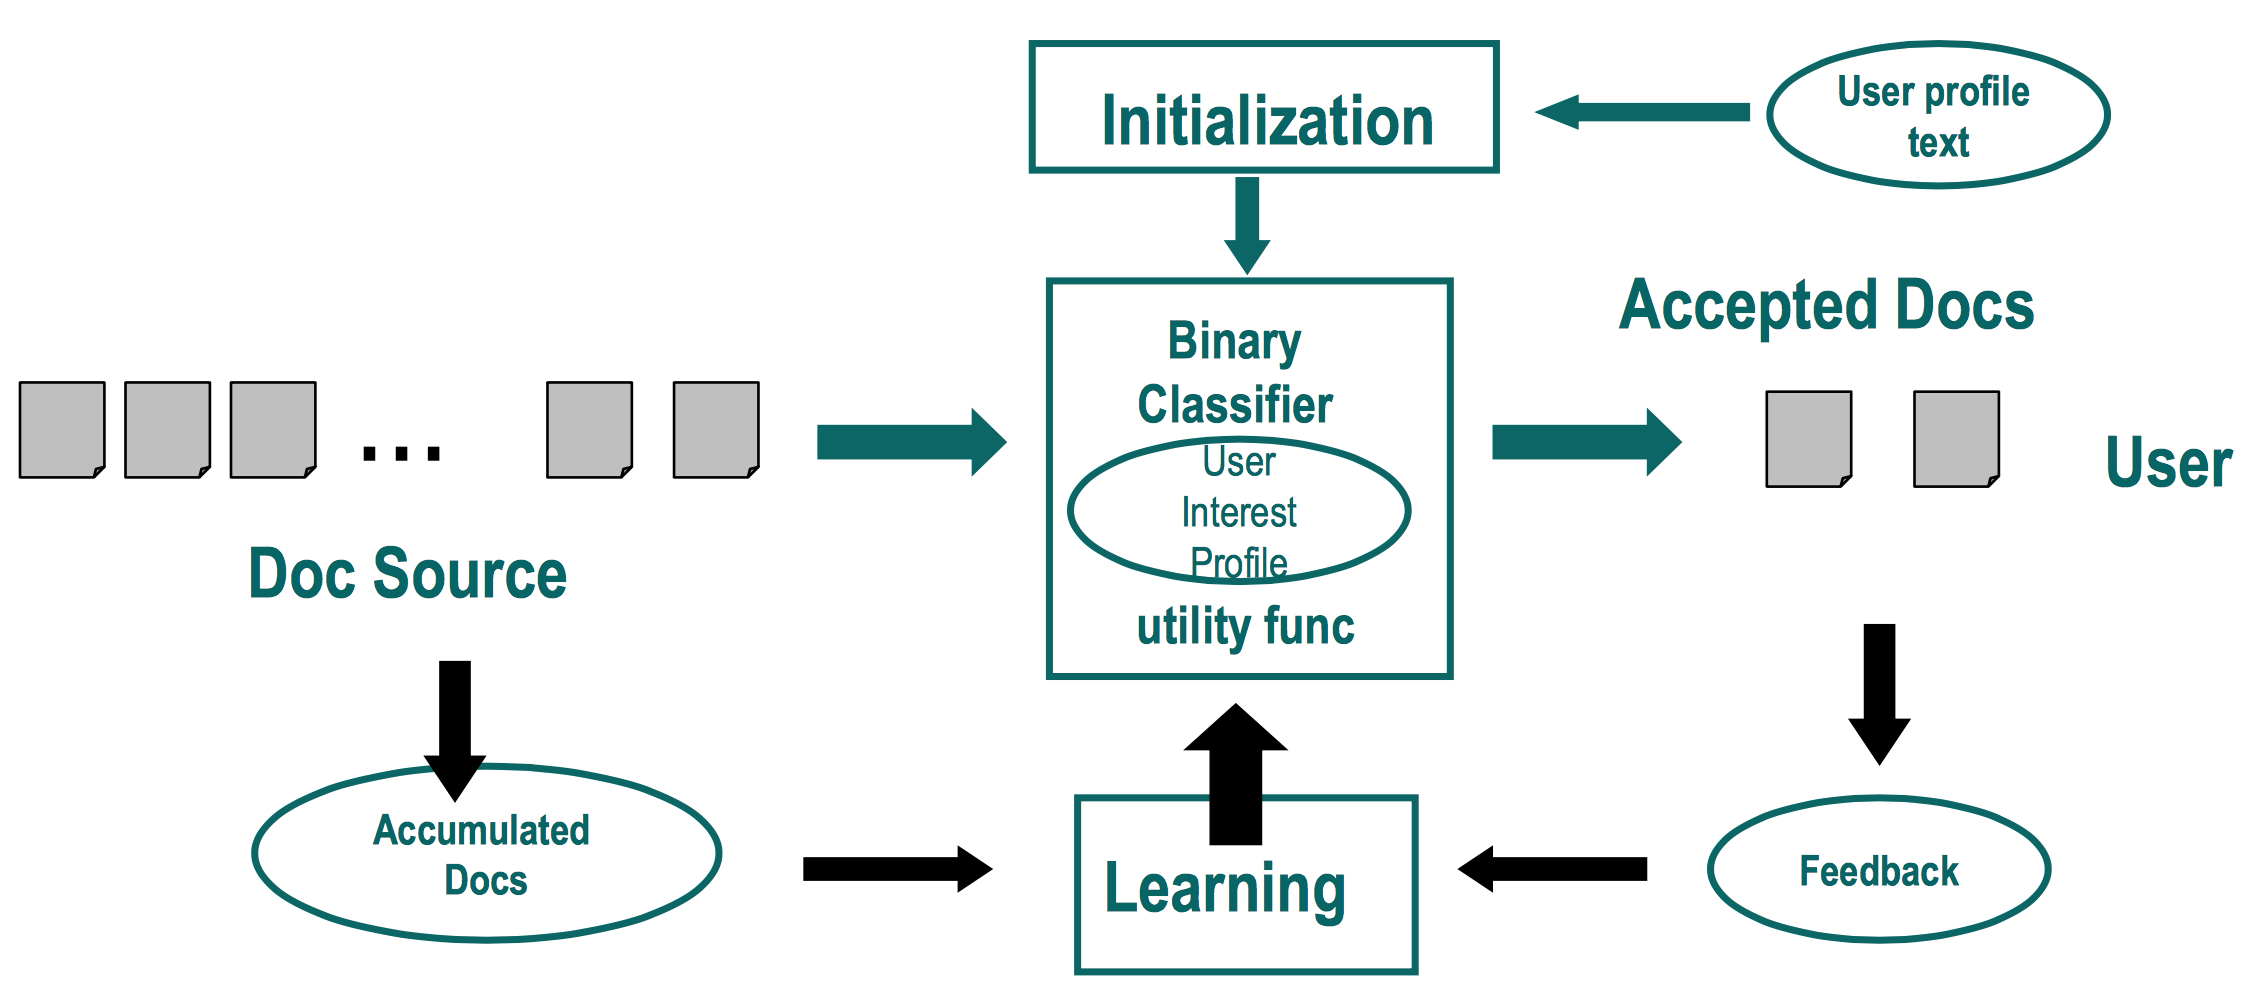 Initialization
User profile
text
Accepted Docs
Binary
Classifier
User
Interest
Profile
utility func
...
User
Doc Source
Accumulated
Docs
Learning
Feedback